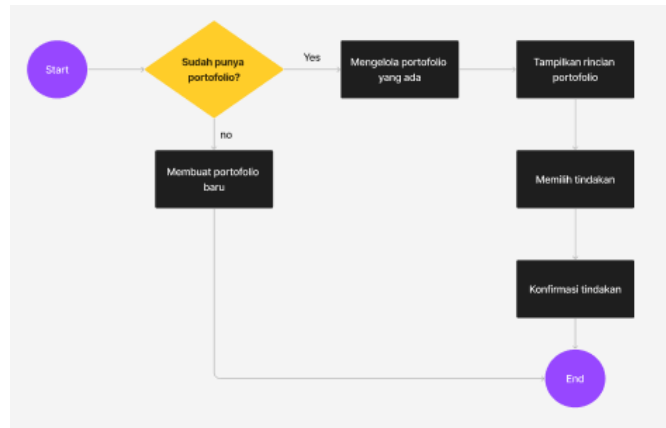 Start
Sudah punya
portofolio?
Yes
Mengelola portofolio
yang ada
Tampilkan rincian
portofolio
no
Membuat portofolio
baru
Memilih tindakan
Konfirmasi tindakan
End